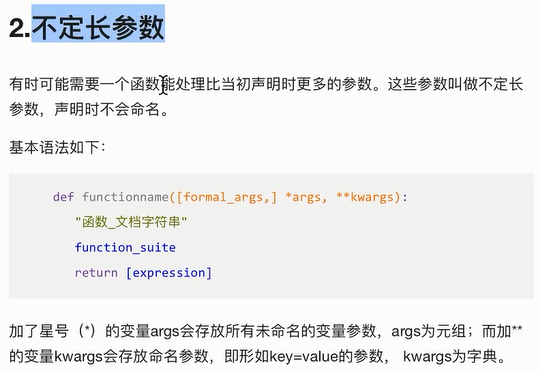 2.不定长参数
有时可能需要一个函数能处理比当初声明时更多的参数。这些参数叫做不定长
参数，声明时不会命名。
基本语法如下：
def functionname([formal_args,] *args, **kwargs):
"函数_文档字符串"
function_suite
return [expression]
加了星号（*）的变量args会存放所有未命名的变量参数，args为元组；而加**
的变量kwargs会存放命名参数，即形如key=value的参数， kwargs为字典。